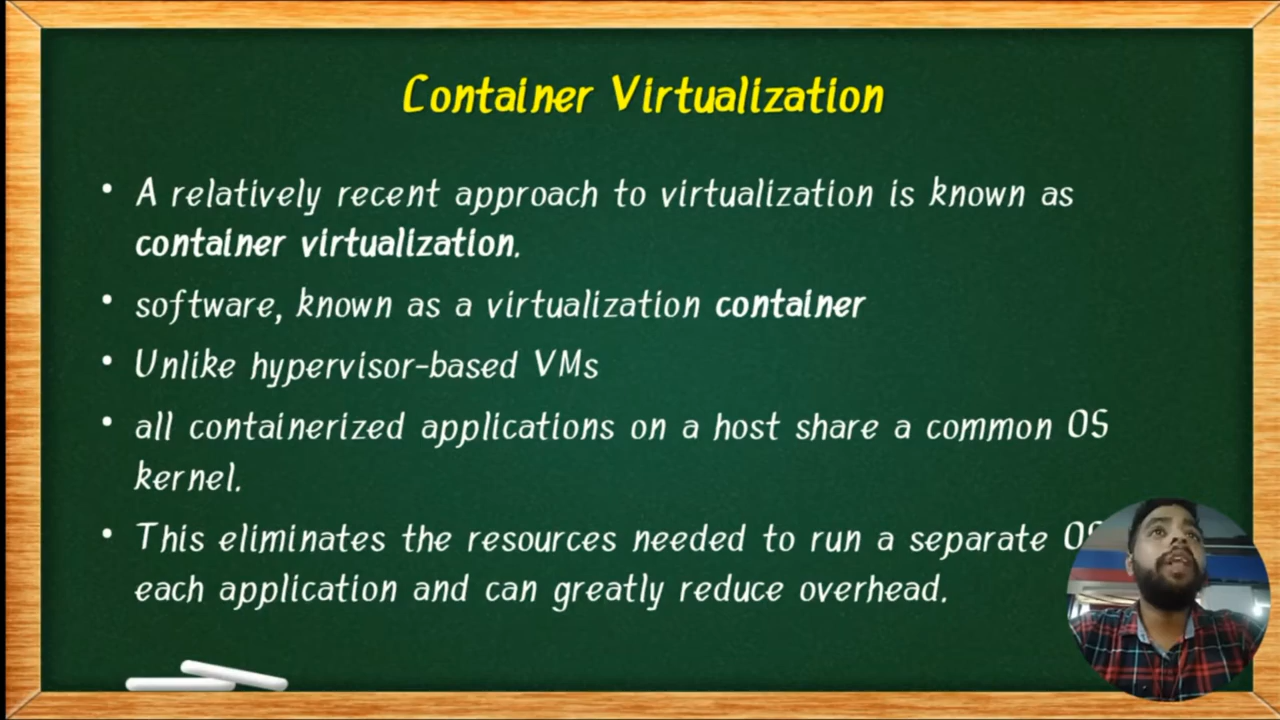 Container Virtualization
• A relatively recent approach to virtualization is known as
container virtualization.
• software, known as a virtualization container
• Unlike hypervisor-based VMs
• all containerized applications on a host share a common OS
kernel.
• This eliminates the resources needed to run a separate OS
each application and can greatly reduce overhead.